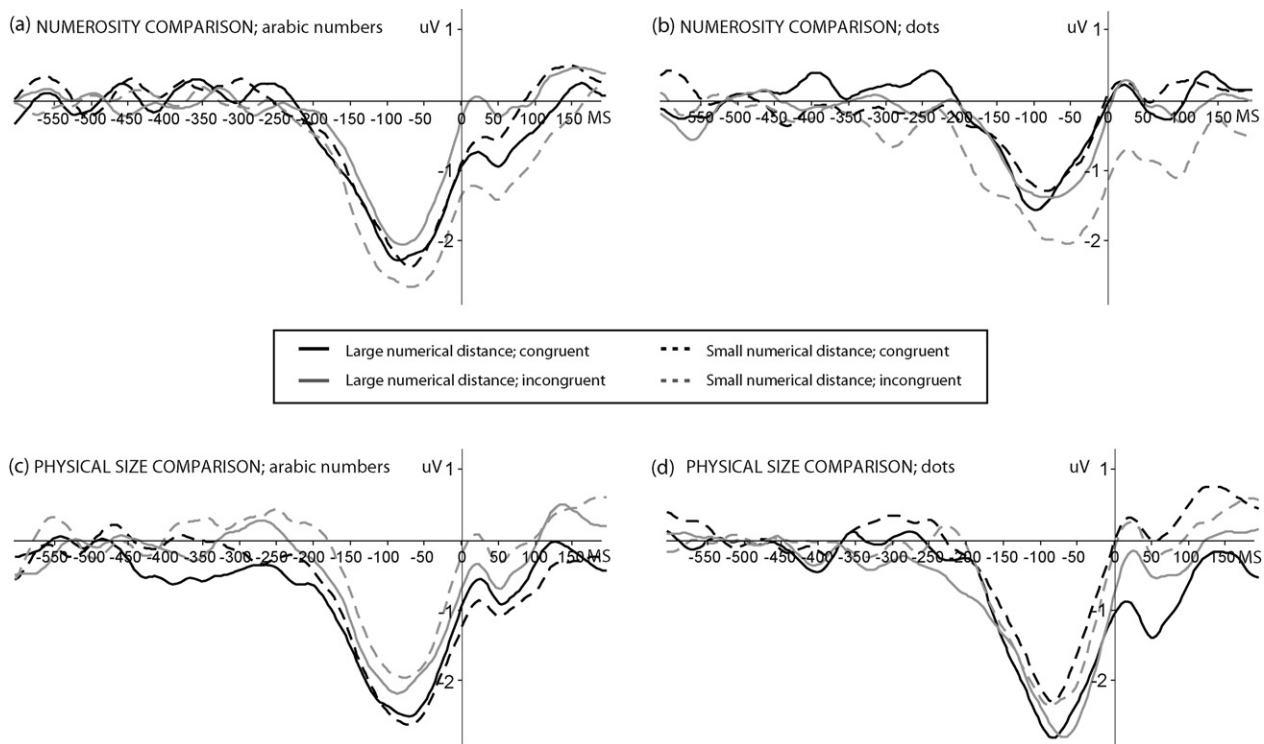 (a) NUMEROSITY COMPARISON; arabic numbers
uV 1
-550 -500 -450 -400 -350 -300 -250 -200 -150 -100 -50 0 50 100 150 MS
-1
-2
(b) NUMEROSITY COMPARISON; dots
uV 1
-550 -500 -450 -400 -350 -300 -250 -200 -150 -100 -50 0 50 100 150 MS
-1
-2
Large numerical distance; congruent
Small numerical distance; congruent
Large numerical distance; incongruent
Small numerical distance; incongruent
(c) PHYSICAL SIZE COMPARISON; arabic numbers
uV 1
-550 -500 -450 -400 -350 -300 -250 -200 -150 -100 -50 0 50 100 150 MS
-1
-2
(d) PHYSICAL SIZE COMPARISON; dots
uV 1
-550 -500 -450 -400 -350 -300 -250 -200 -150 -100 -50 0 50 100 150 MS
-1
-2